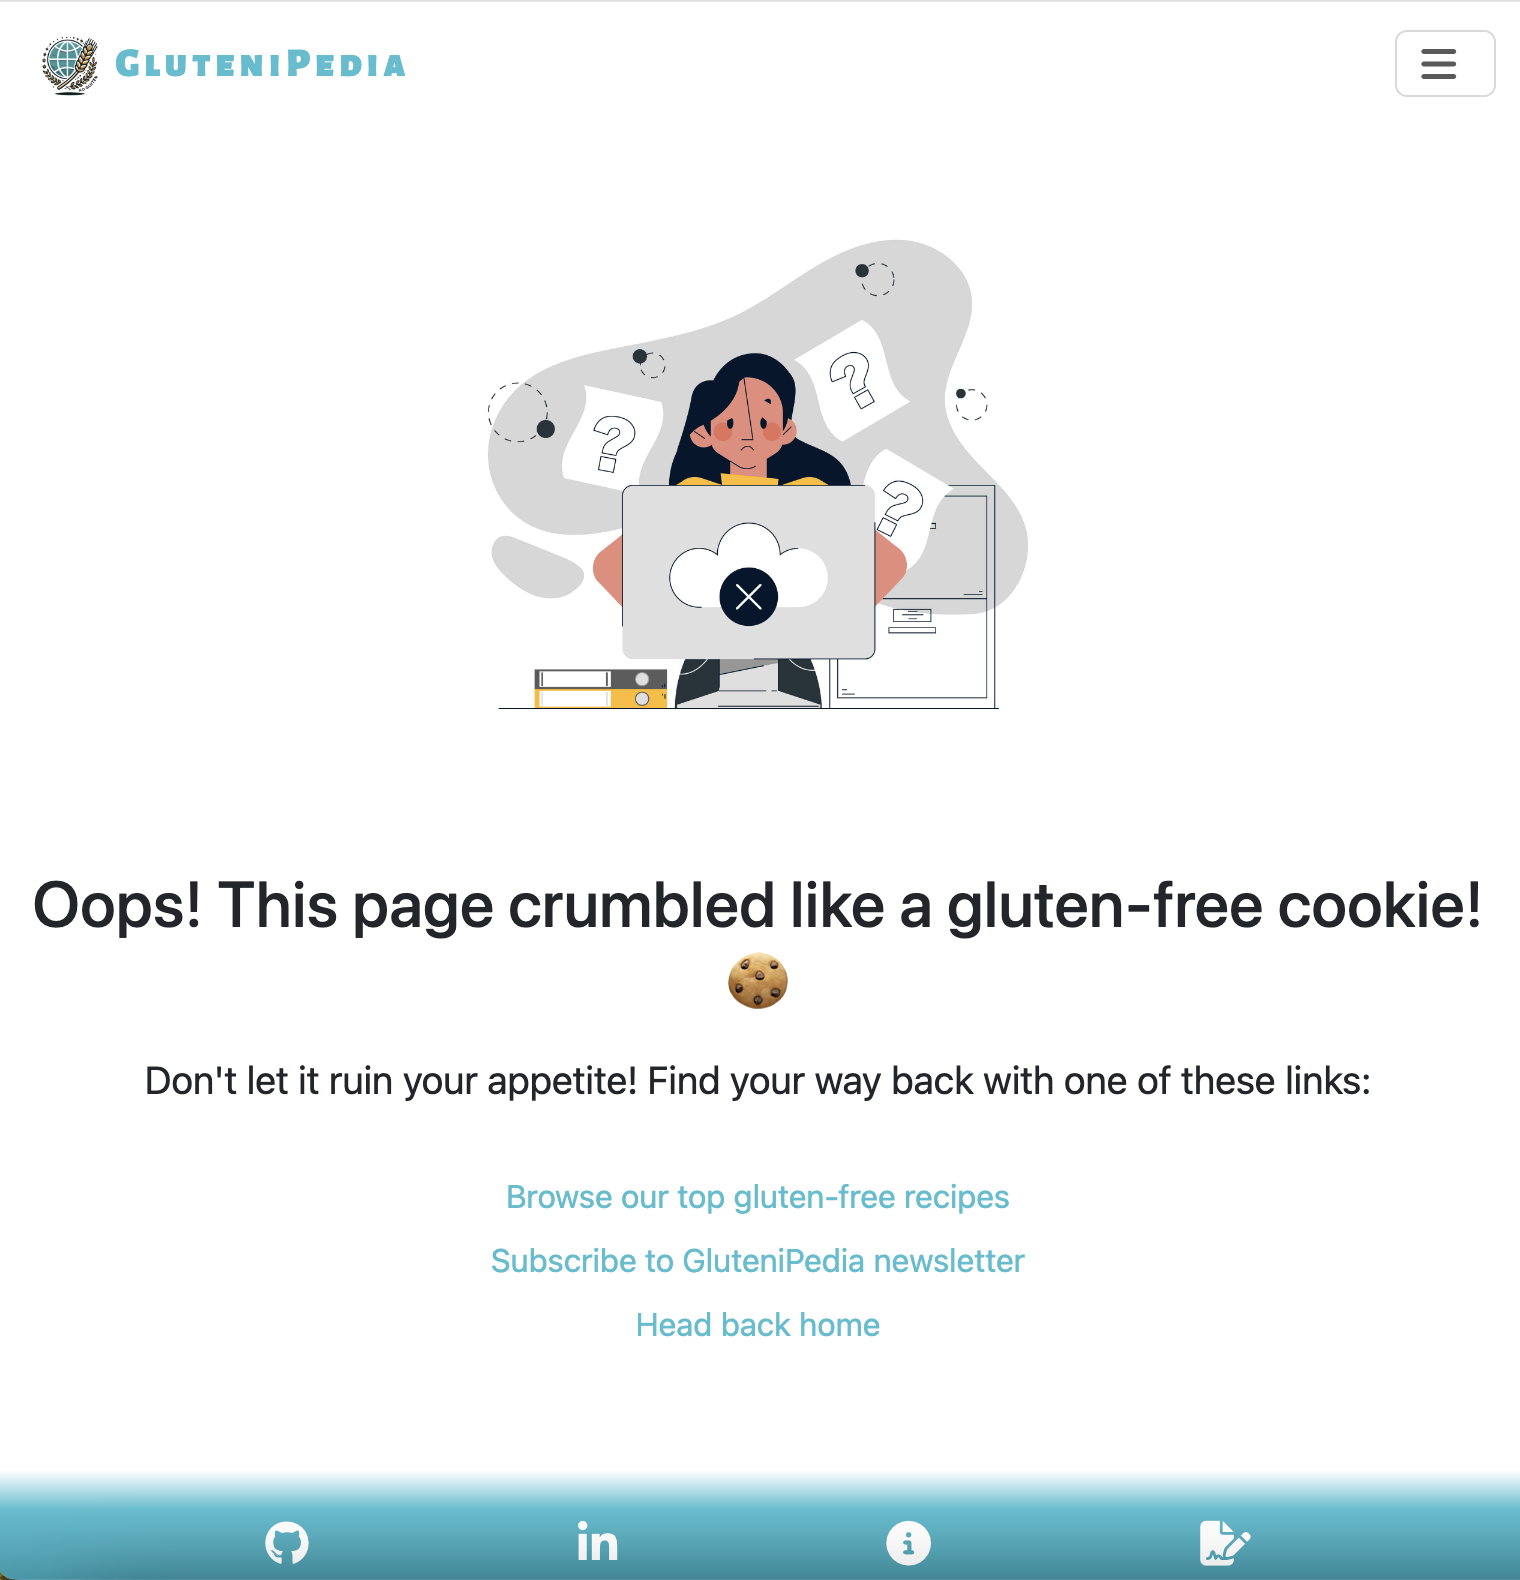 GLUTENIPEDIA
?
?
?
Oops! This page crumbled like a gluten-free cookie!
🍪
Don't let it ruin your appetite! Find your way back with one of these links:
Browse our top gluten-free recipes
Subscribe to GluteniPedia newsletter
Head back home
in